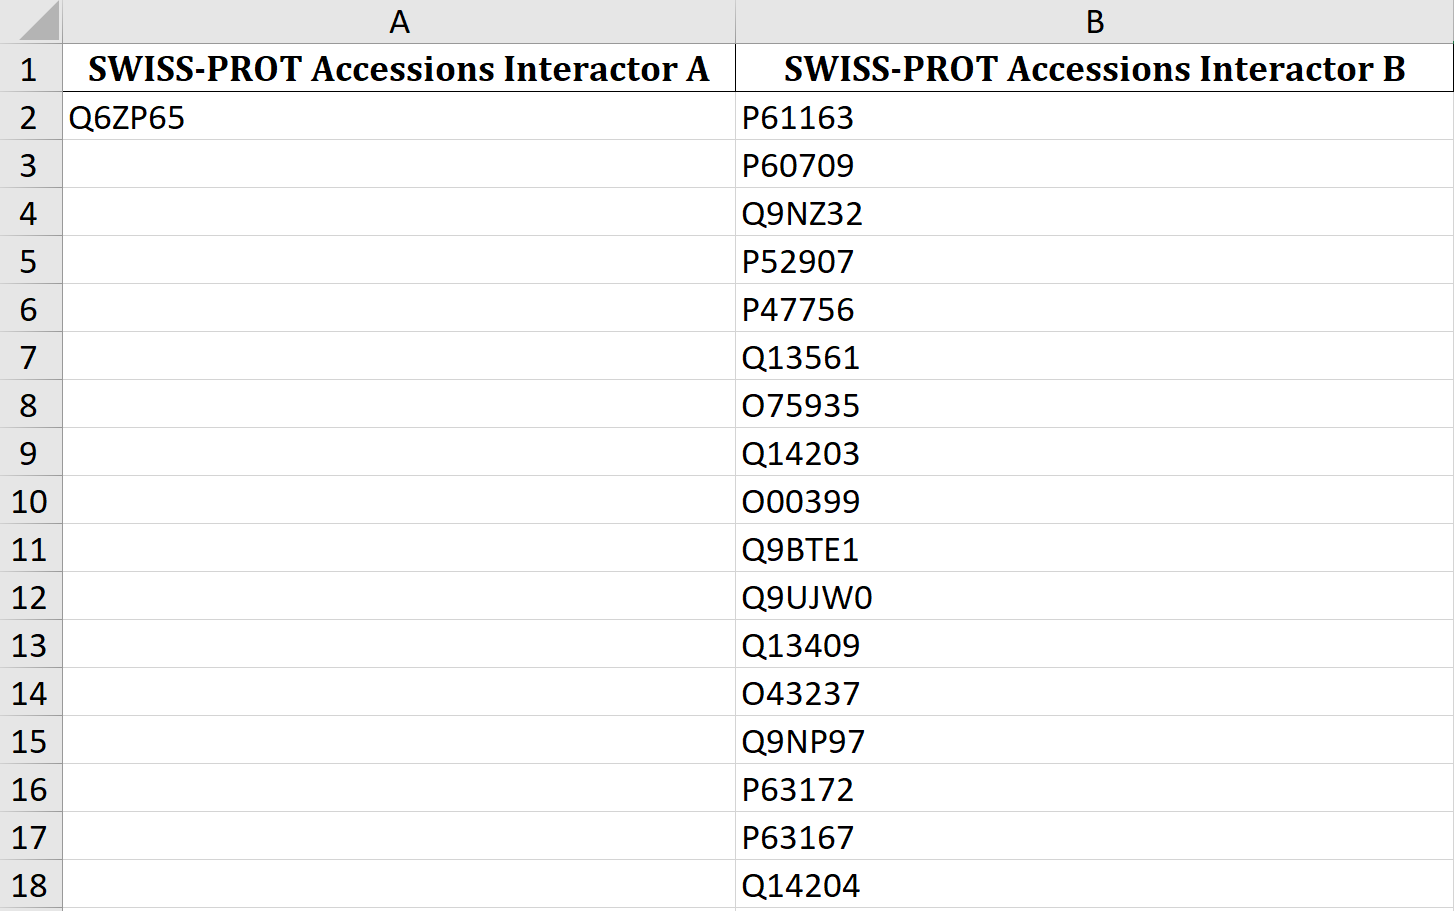 A B
1 SWISS-PROT Accessions Interactor A SWISS-PROT Accessions Interactor B
2 Q6ZP65 P61163
3 P60709
4 Q9NZ32
5 P52907
6 P47756
7 Q13561
8 O75935
9 Q14203
10 O00399
11 Q9BTE1
12 Q9UJW0
13 Q13409
14 O43237
15 Q9NP97
16 P63172
17 P63167
18 Q14204